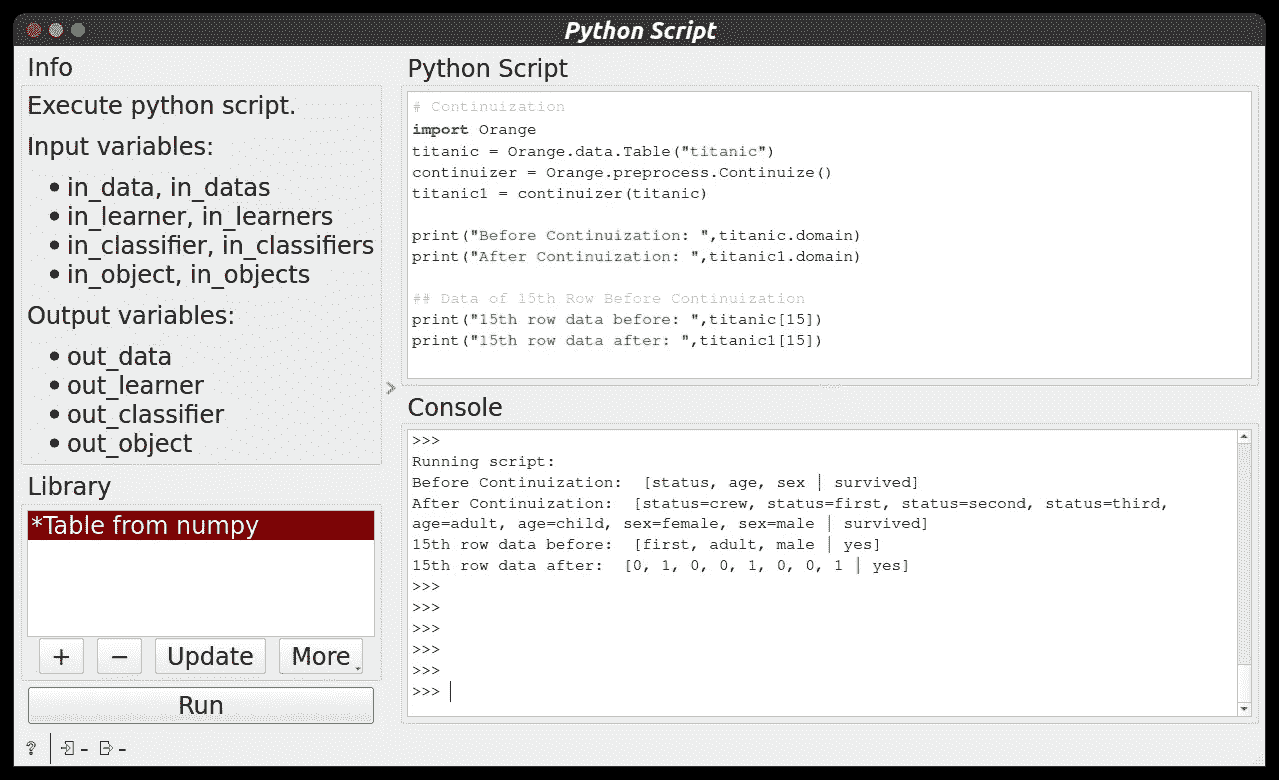 Python Script
Info
Execute python script.
Input variables:
• in_data, in_datas
• in_learner, in_learners
• in_classifier, in_classifiers
• in_object, in_objects
Output variables:
• out_data
• out_learner
• out_classifier
• out_object
Library
*Table from numpy
+ − Update More
Run
? - -
Python Script
# Continuization
import Orange
titanic = Orange.data.Table("titanic")
continuizer = Orange.preprocess.Continuize()
titanic1 = continuizer(titanic)
print("Before Continuization: ",titanic.domain)
print("After Continuization: ",titanic1.domain)
## Data of 15th Row Before Continuization
print("15th row data before: ",titanic[15])
print("15th row data after: ",titanic1[15])
Console
>>>
Running script:
Before Continuization:  [status, age, sex | survived]
After Continuization:  [status=crew, status=first, status=second, status=third,
age=adult, age=child, sex=female, sex=male | survived]
15th row data before:  [first, adult, male | yes]
15th row data after:  [0, 1, 0, 0, 1, 0, 0, 1 | yes]
>>>
>>>
>>>
>>>
>>>
>>>